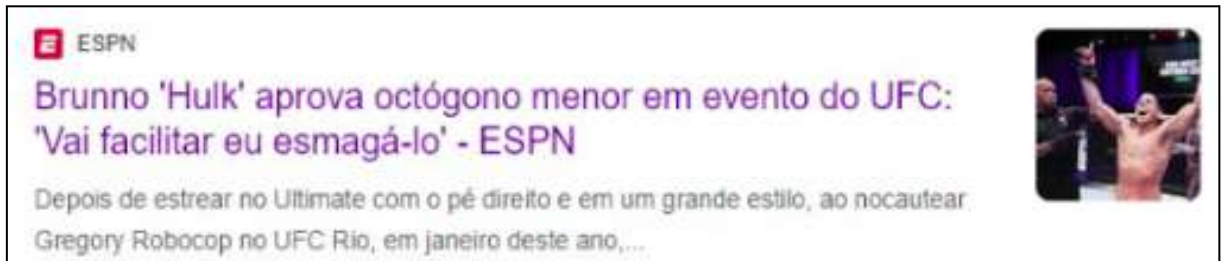 ESPN
Brunno 'Hulk' aprova octógono menor em evento do UFC:
'Vai facilitar eu esmagá-lo' - ESPN
Depois de estrear no Ultimate com o pé direito e em um grande estilo, ao nocautear
Gregory Robocop no UFC Rio, em janeiro deste ano,...